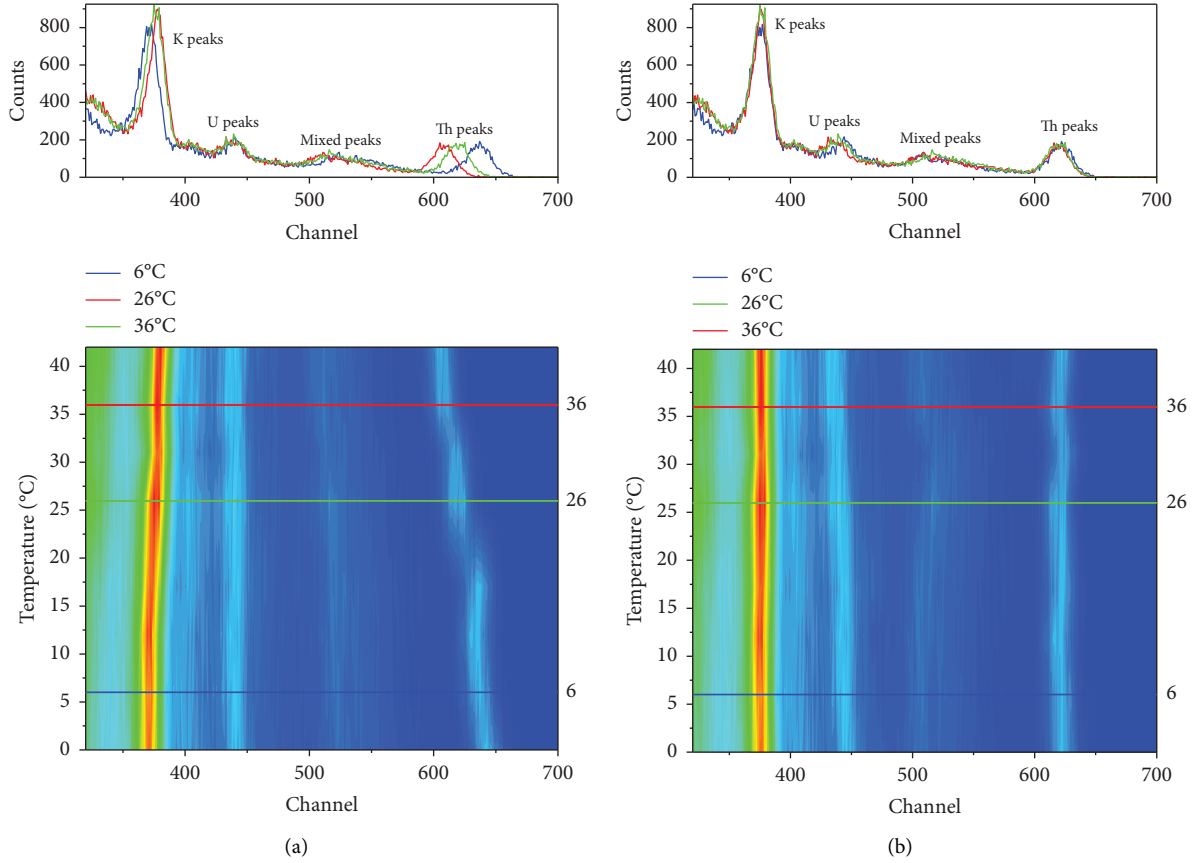 800
600
400
200
0
Counts
K peaks
U peaks
Mixed peaks
Th peaks
400
500
600
700
Channel
6°C
26°C
36°C
40
35
30
25
20
15
10
5
0
Temperature (°C)
36
26
6
400
500
600
700
Channel
(a)
800
600
400
200
0
Counts
K peaks
U peaks
Mixed peaks
Th peaks
400
500
600
700
Channel
6°C
26°C
36°C
40
35
30
25
20
15
10
5
0
Temperature (°C)
36
26
6
400
500
600
700
Channel
(b)